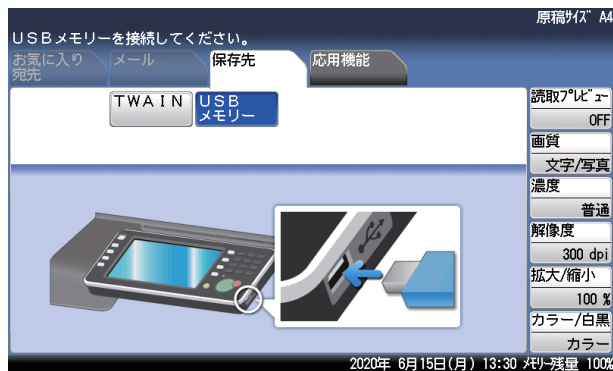 原稿ｻｲｽﾞ A4
ＵＳＢメモリーを接続してください。
お気に入り
宛先
メール
保存先
応用機能
ＴＷＡＩＮ
ＵＳＢ
メモリー
読取ﾌﾟﾚﾋﾞｭｰ
OFF
画質
文字/写真
濃度
普通
解像度
300 dpi
拡大/縮小
100 %
カラー/白黒
カラー
2020年 6月15日(月) 13:30 ﾒﾓﾘｰ残量 100%